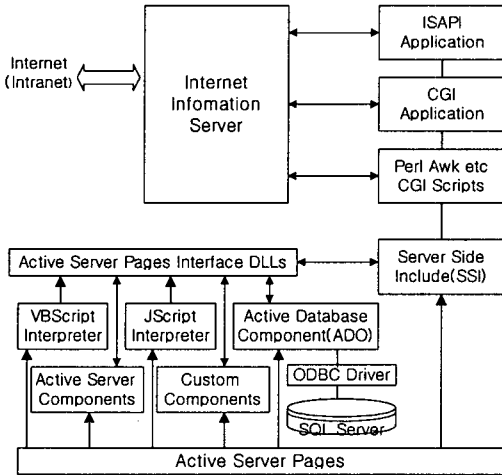 ISAPI
Application
Internet
(Intranet)
Internet
Infomation
Server
CGI
Application
Perl Awk etc
CGI Scripts
Active Server Pages Interface DLLs
Server Side
Include(SSI)
VBScript
Interpreter
JScript
Interpreter
Active Database
Component(ADO)
Active Server
Components
Custom
Components
ODBC Driver
SQL Server
Active Server Pages